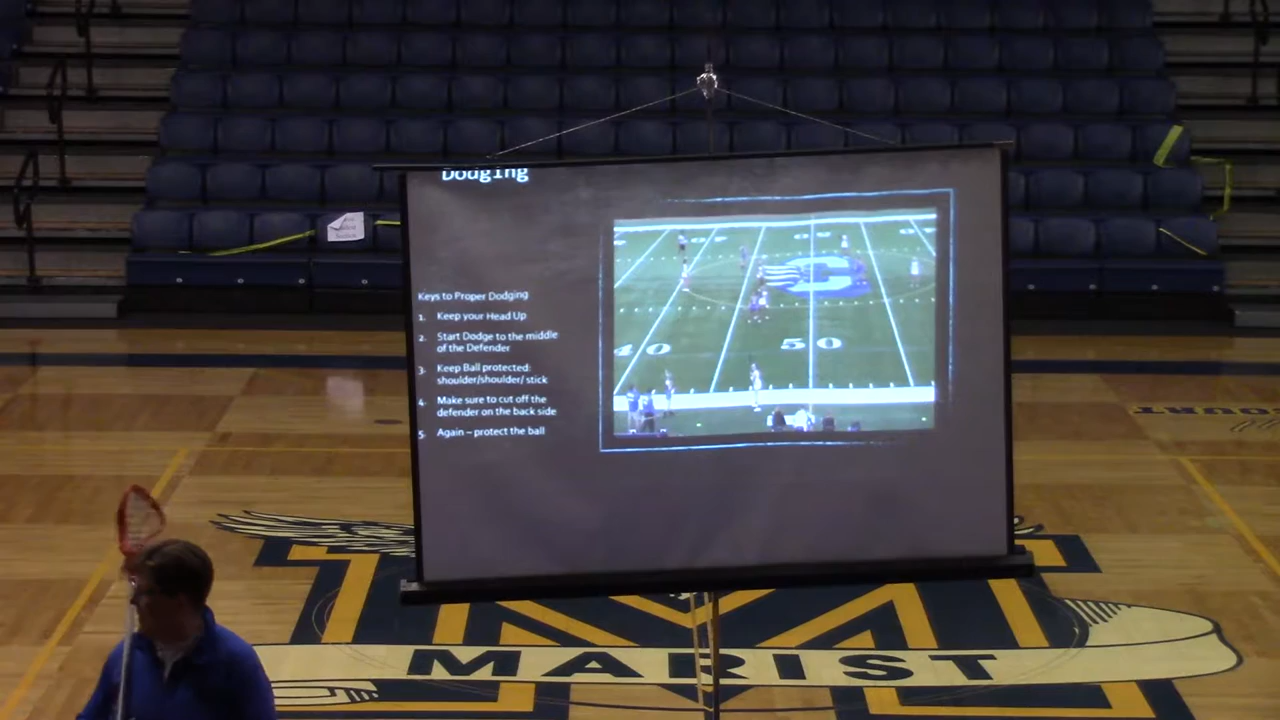 Dodging
Keys to Proper Dodging
1. Keep your Head Up
2. Start Dodge to the middle
of the Defender
3. Keep Ball protected:
shoulder/shoulder/ stick
4. Make sure to cut off the
defender on the back side
5. Again – protect the ball
40
50
C
COURT
M
MARIST